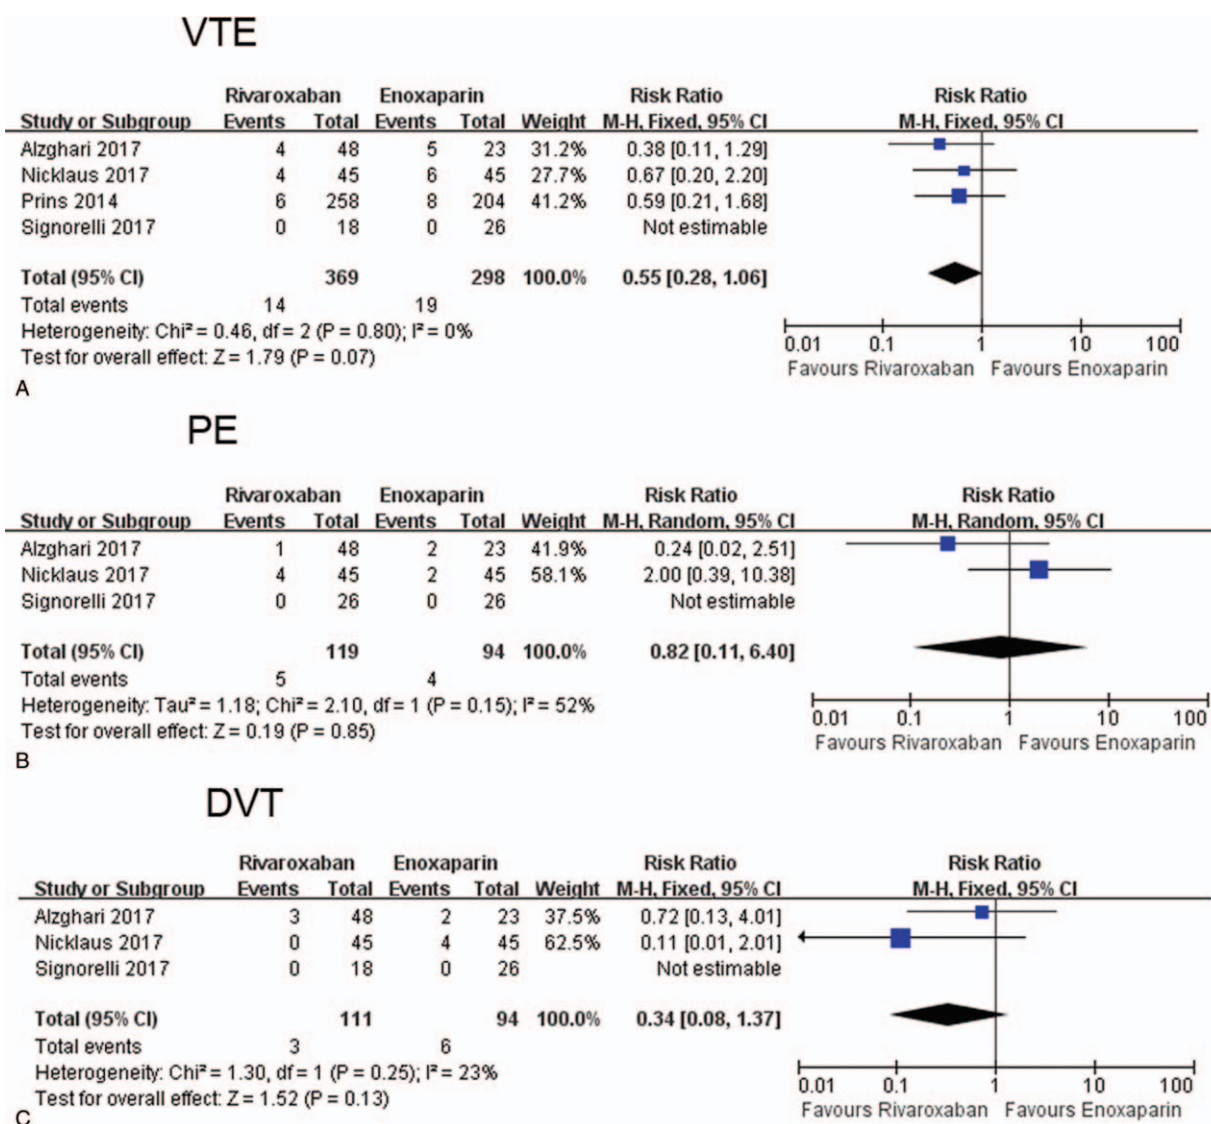 VTE
Rivaroxaban Enoxaparin Risk Ratio Risk Ratio
Study or Subgroup Events Total Events Total Weight M-H, Fixed, 95% CI M-H, Fixed, 95% CI
Alzghari 2017 4 48 5 23 31.2% 0.38 [0.11, 1.29]
Nicklaus 2017 4 45 6 45 27.7% 0.67 [0.20, 2.20]
Prins 2014 6 258 8 204 41.2% 0.59 [0.21, 1.68]
Signorelli 2017 0 18 0 26 Not estimable
Total (95% CI) 369 298 100.0% 0.55 [0.28, 1.06]
Total events 14 19
Heterogeneity: Chi² = 0.46, df = 2 (P = 0.80); I² = 0%
Test for overall effect: Z = 1.79 (P = 0.07)
0.01 0.1 1 10 100
Favours Rivaroxaban Favours Enoxaparin
A
PE
Rivaroxaban Enoxaparin Risk Ratio Risk Ratio
Study or Subgroup Events Total Events Total Weight M-H, Random, 95% CI M-H, Random, 95% CI
Alzghari 2017 1 48 2 23 41.9% 0.24 [0.02, 2.51]
Nicklaus 2017 4 45 2 45 58.1% 2.00 [0.39, 10.38]
Signorelli 2017 0 26 0 26 Not estimable
Total (95% CI) 119 94 100.0% 0.82 [0.11, 6.40]
Total events 5 4
Heterogeneity: Tau² = 1.18; Chi² = 2.10, df = 1 (P = 0.15); I² = 52%
Test for overall effect: Z = 0.19 (P = 0.85)
0.01 0.1 1 10 100
Favours Rivaroxaban Favours Enoxaparin
B
DVT
Rivaroxaban Enoxaparin Risk Ratio Risk Ratio
Study or Subgroup Events Total Events Total Weight M-H, Fixed, 95% CI M-H, Fixed, 95% CI
Alzghari 2017 3 48 2 23 37.5% 0.72 [0.13, 4.01]
Nicklaus 2017 0 45 4 45 62.5% 0.11 [0.01, 2.01]
Signorelli 2017 0 18 0 26 Not estimable
Total (95% CI) 111 94 100.0% 0.34 [0.08, 1.37]
Total events 3 6
Heterogeneity: Chi² = 1.30, df = 1 (P = 0.25); I² = 23%
Test for overall effect: Z = 1.52 (P = 0.13)
0.01 0.1 1 10 100
Favours Rivaroxaban Favours Enoxaparin
C